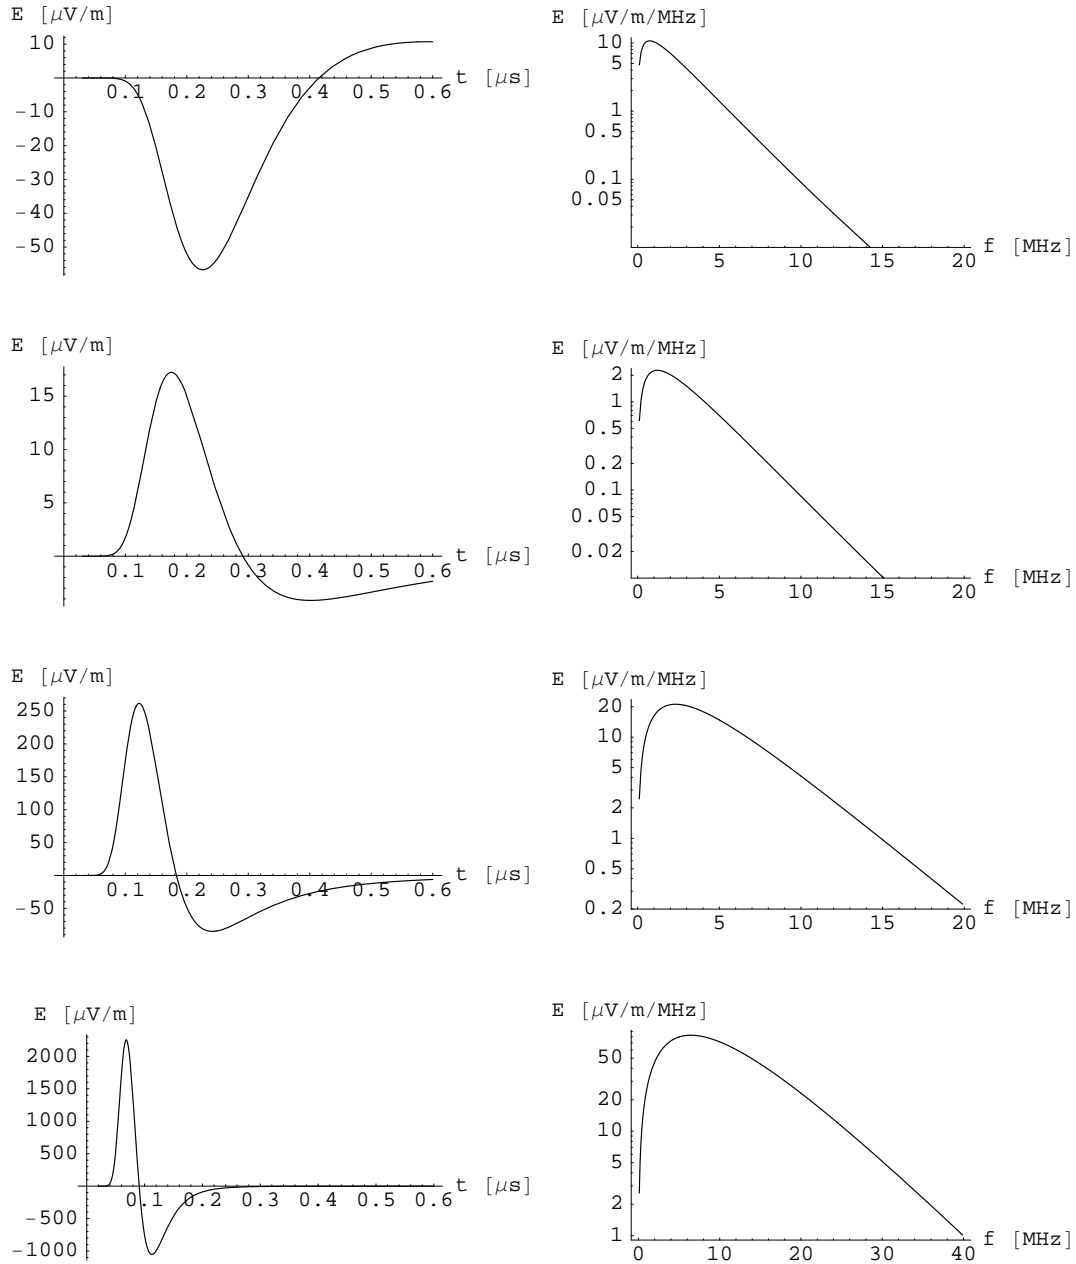 E [μV/m]
10
−10
−20
−30
−40
−50
0.1 0.2 0.3 0.4 0.5 0.6
t [μs]
E [μV/m/MHz]
10
5
1
0.5
0.1
0.05
0 5 10 15 20
f [MHz]
E [μV/m]
15
10
5
0.1 0.2 0.3 0.4 0.5 0.6
t [μs]
E [μV/m/MHz]
2
1
0.5
0.2
0.1
0.05
0.02
0 5 10 15 20
f [MHz]
E [μV/m]
250
200
150
100
50
−50
0.1 0.2 0.3 0.4 0.5 0.6
t [μs]
E [μV/m/MHz]
20
10
5
2
1
0.5
0.2
0 5 10 15 20
f [MHz]
E [μV/m]
2000
1500
1000
500
−500
−1000
0.1 0.2 0.3 0.4 0.5 0.6
t [μs]
E [μV/m/MHz]
50
20
10
5
2
1
0 10 20 30 40
f [MHz]